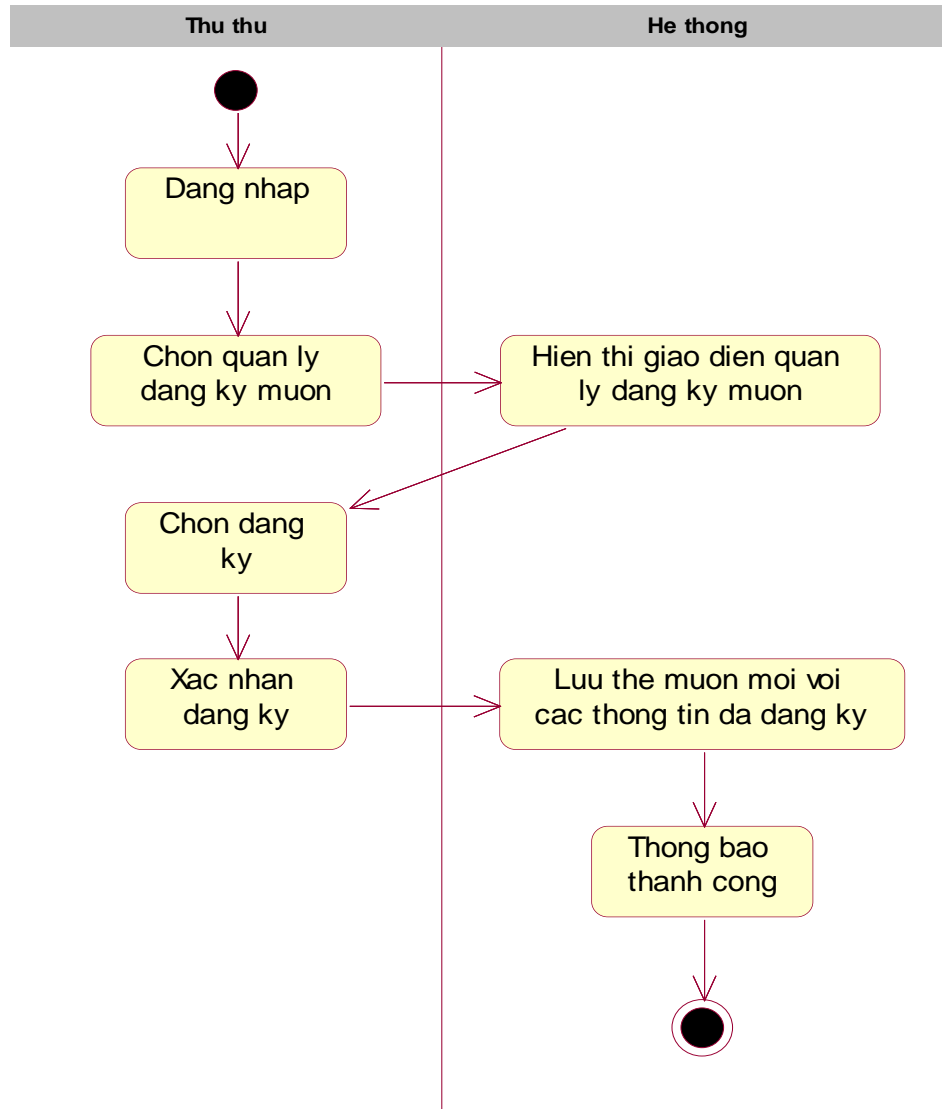 Thu thu
He thong
Dang nhap
Chon quan ly
dang ky muon
Hien thi giao dien quan
ly dang ky muon
Chon dang
ky
Xac nhan
dang ky
Luu the muon moi voi
cac thong tin da dang ky
Thong bao
thanh cong